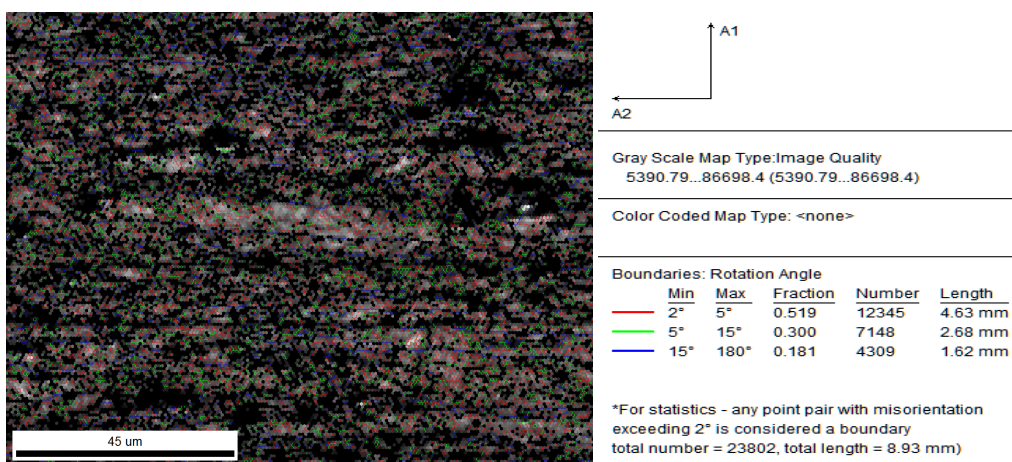 A1
A2
Gray Scale Map Type:Image Quality
5390.79...86698.4 (5390.79...86698.4)
Color Coded Map Type: <none>
Boundaries: Rotation Angle
Min Max Fraction Number Length
2° 5° 0.519 12345 4.63 mm
5° 15° 0.300 7148 2.68 mm
15° 180° 0.181 4309 1.62 mm
*For statistics - any point pair with misorientation
exceeding 2° is considered a boundary
total number = 23802, total length = 8.93 mm)
45 um